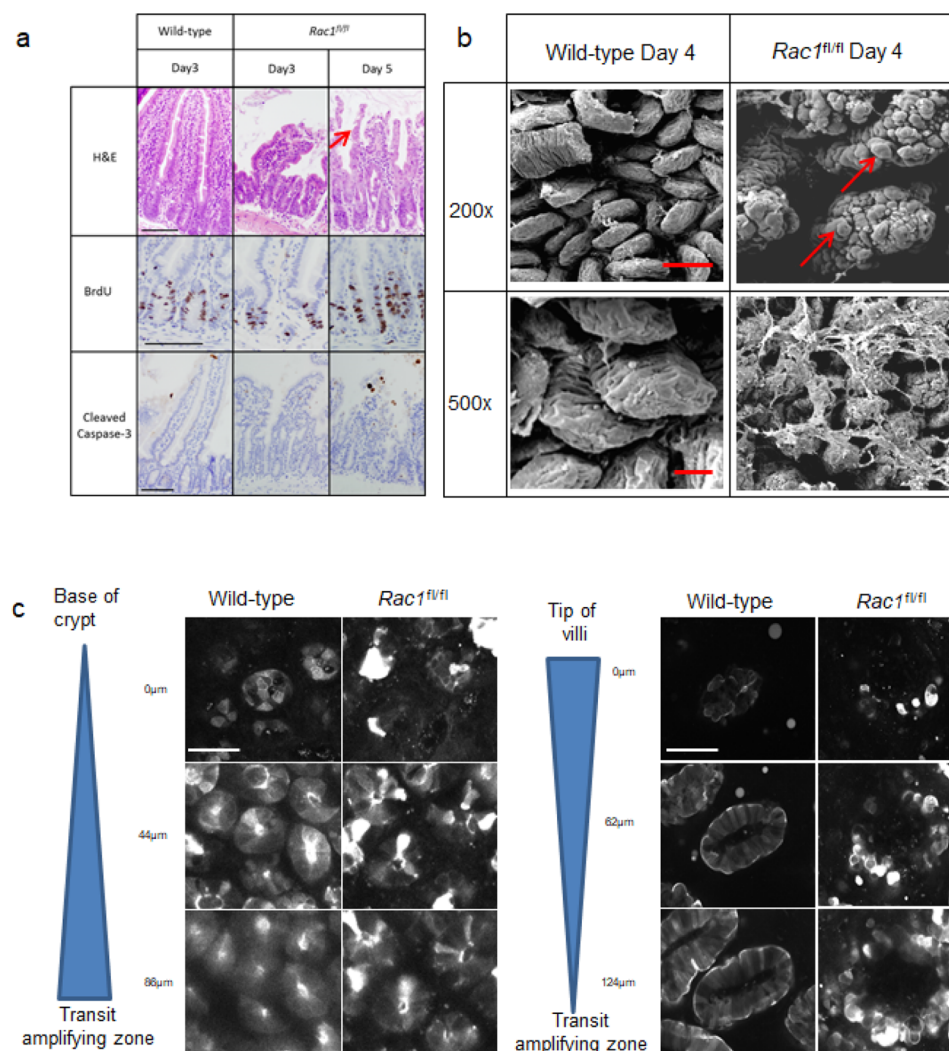 a
Wild-type
Rac1fl/fl
Day3
Day3
Day 5
H&E
BrdU
Cleaved
Caspase-3
b
Wild-type Day 4
Rac1fl/fl Day 4
200x
500x
c
Base of
crypt
Wild-type
Rac1fl/fl
0µm
44µm
86µm
Transit
amplifying zone
Tip of
villi
Wild-type
Rac1fl/fl
0µm
62µm
124µm
Transit
amplifying zone